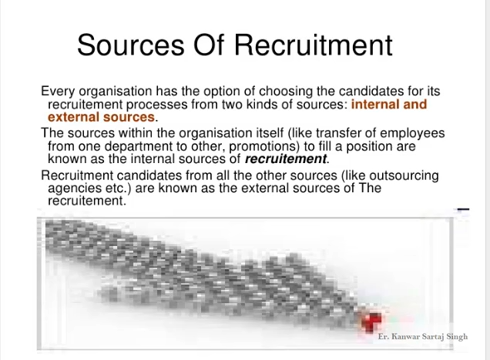 Sources Of Recruitment
Every organisation has the option of choosing the candidates for its
recruitement processes from two kinds of sources: internal and
external sources.
The sources within the organisation itself (like transfer of employees
from one department to other, promotions) to fill a position are
known as the internal sources of recruitement.
Recruitment candidates from all the other sources (like outsourcing
agencies etc.) are known as the external sources of The
recruitement.
Er. Kanwar Sartaj Singh